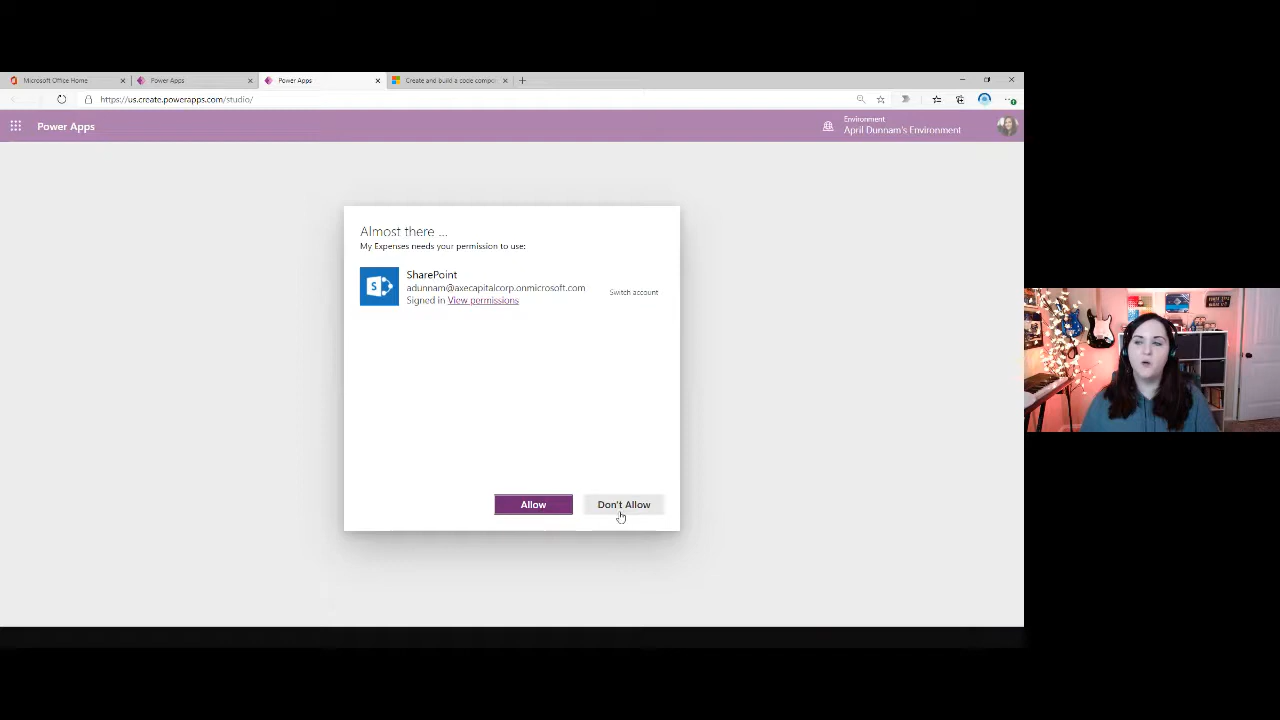 Microsoft Office Home
Power Apps
Power Apps
Create and build a code compo
https://us.create.powerapps.com/studio/
Power Apps
Environment
April Dunnam's Environment
Almost there ...
My Expenses needs your permission to use:
S
SharePoint
adunnam@axecapitalcorp.onmicrosoft.com
Signed in View permissions
Switch account
Allow
Don't Allow